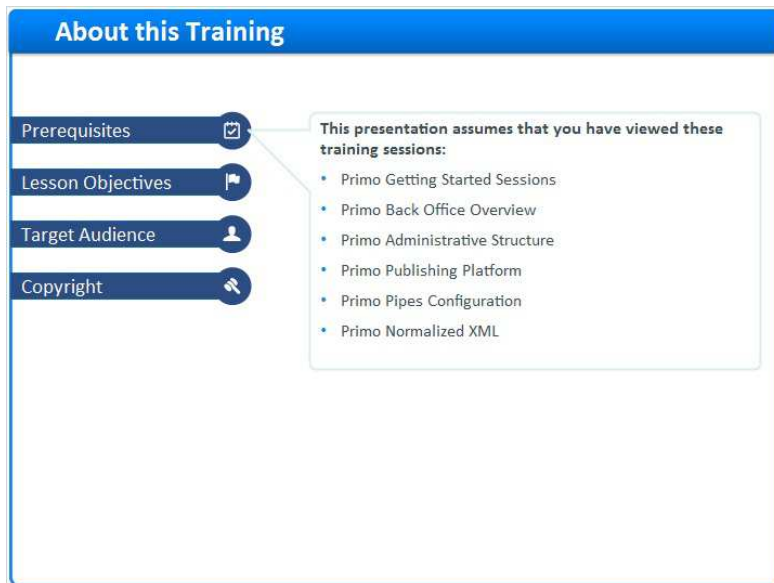 About this Training
Prerequisites
Lesson Objectives
Target Audience
Copyright
This presentation assumes that you have viewed these
training sessions:
• Primo Getting Started Sessions
• Primo Back Office Overview
• Primo Administrative Structure
• Primo Publishing Platform
• Primo Pipes Configuration
• Primo Normalized XML